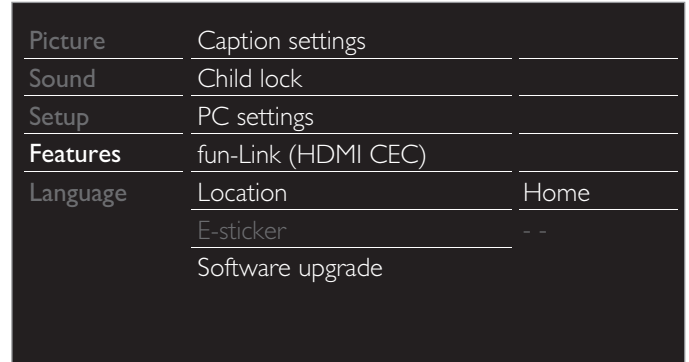 Picture Caption settings
Sound Child lock
Setup PC settings
Features fun-Link (HDMI CEC)
Language Location Home
E-sticker - -
Software upgrade